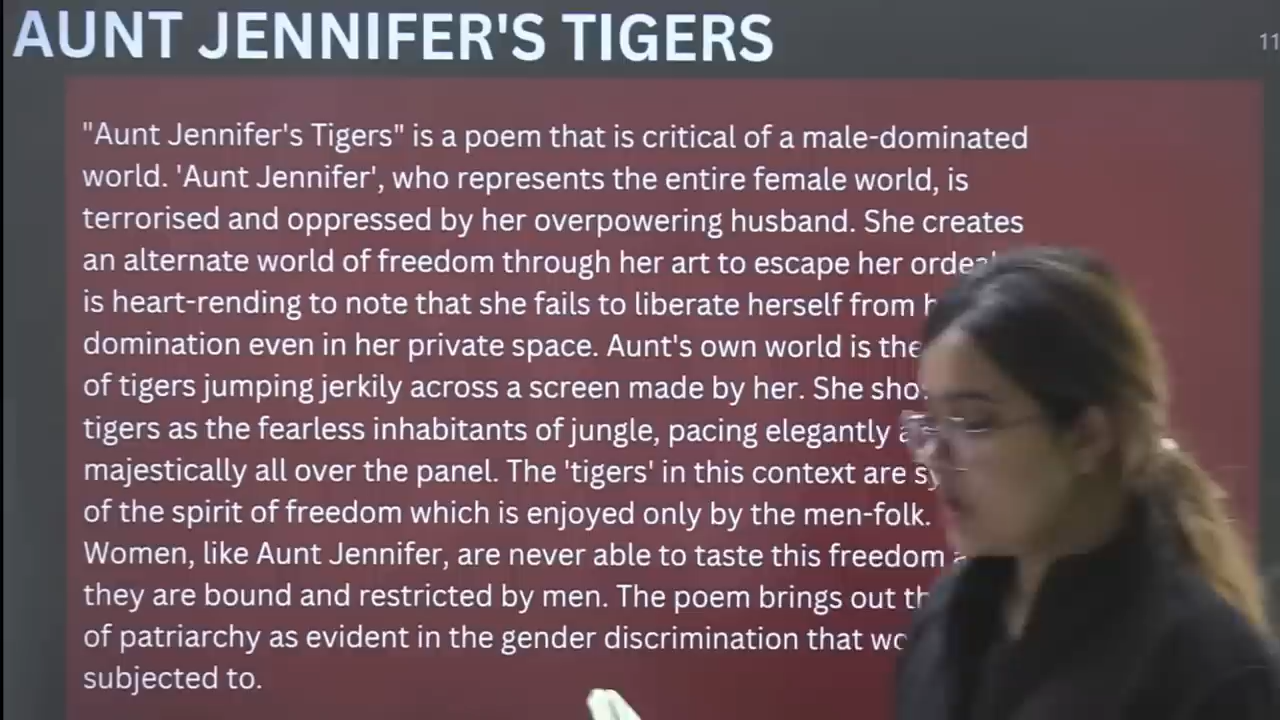 AUNT JENNIFER'S TIGERS
11
"Aunt Jennifer's Tigers" is a poem that is critical of a male-dominated
world. 'Aunt Jennifer', who represents the entire female world, is
terrorised and oppressed by her overpowering husband. She creates
an alternate world of freedom through her art to escape her
is heart-rending to note that she fails to liberate herself from
domination even in her private space. Aunt's own world is
of tigers jumping jerkily across a screen made by her. She
tigers as the fearless inhabitants of jungle, pacing elegantly
majestically all over the panel. The 'tigers' in this context are
of the spirit of freedom which is enjoyed only by the men-folk.
Women, like Aunt Jennifer, are never able to taste this freedom
they are bound and restricted by men. The poem brings out
of patriarchy as evident in the gender discrimination that
subjected to.